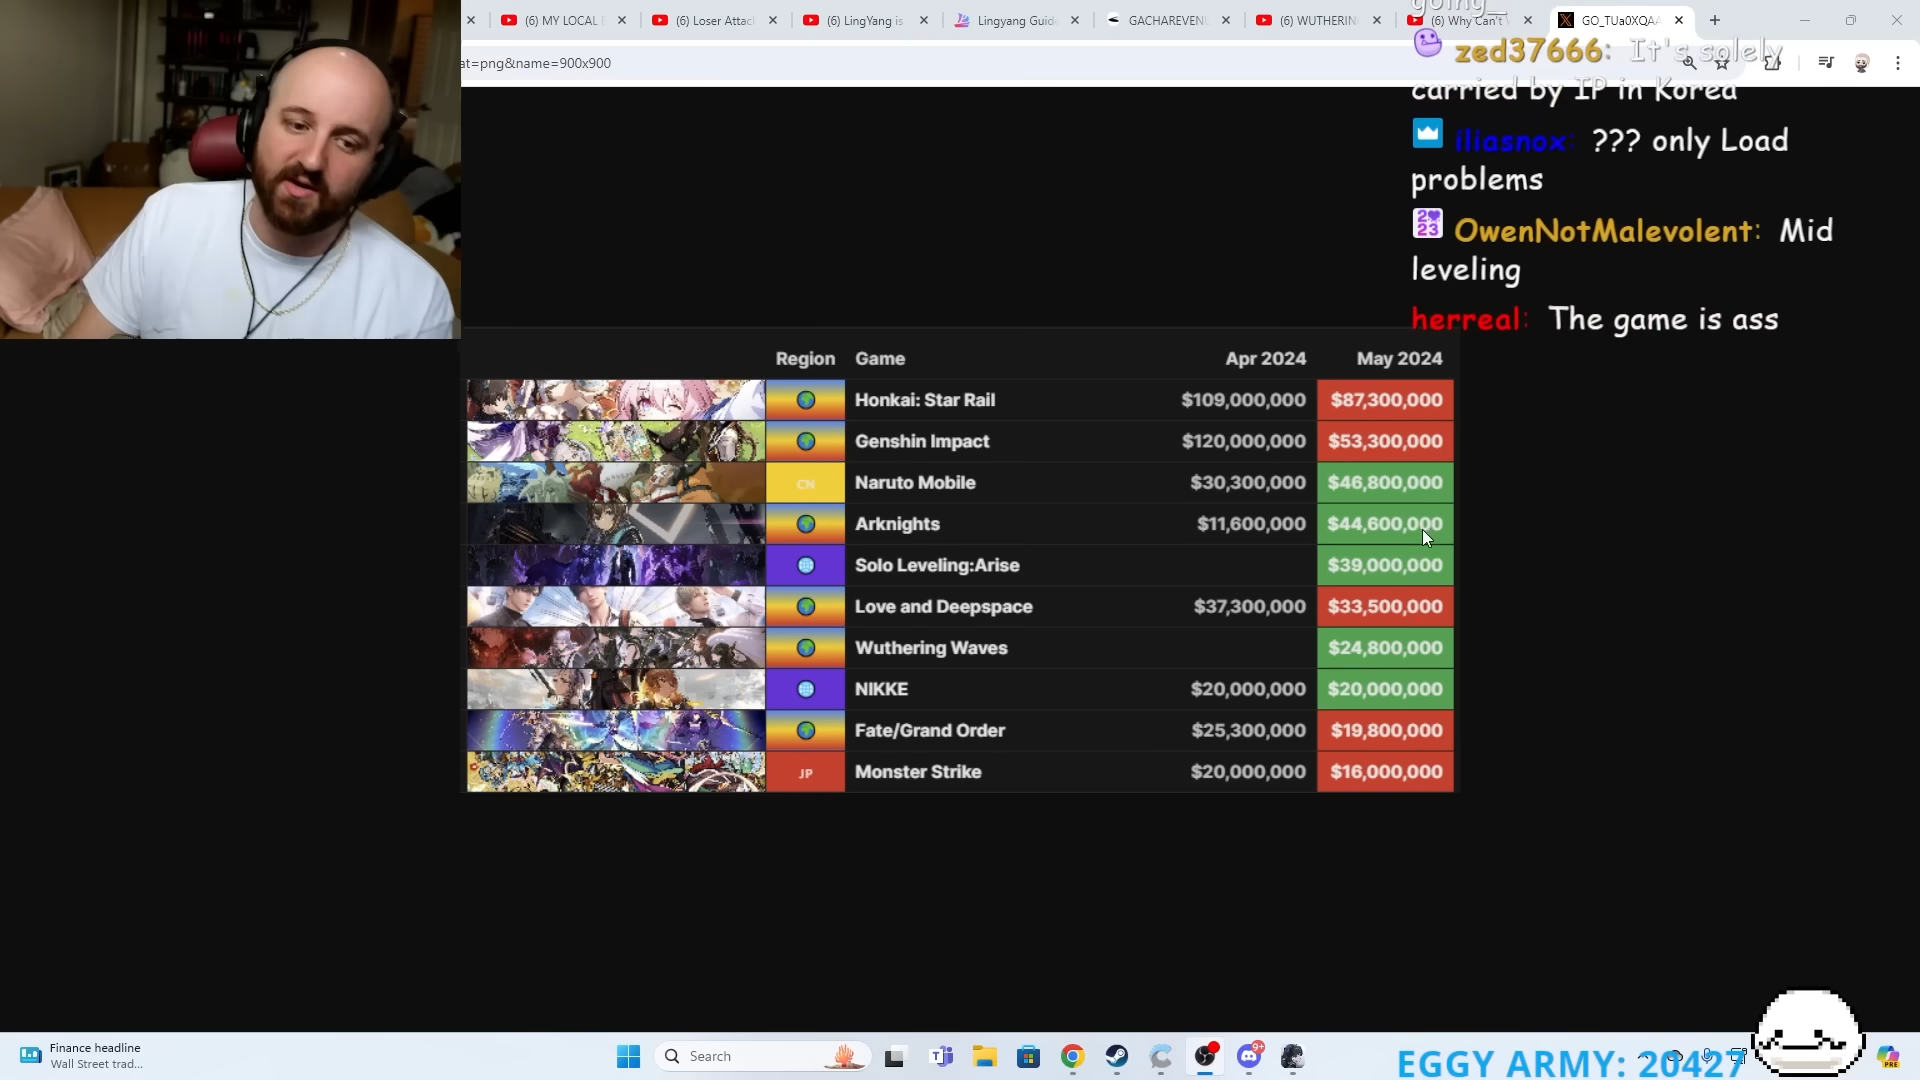 (6) MY LOCAL
(6) Loser Attac
(6) LingYang is
Lingyang Guid
GACHAREVEN
(6) WUTHERIN
(6) Why Can't
GO_TUa0XQAA
at=png&name=900x900
going_
zed37666: It's solely
carried by IP in Korea
iliasnox: ??? only Load
problems
2 23 OwenNotMalevolent: Mid
leveling
herreal: The game is ass
Region Game Apr 2024 May 2024
Honkai: Star Rail $109,000,000 $87,300,000
Genshin Impact $120,000,000 $53,300,000
CN Naruto Mobile $30,300,000 $46,800,000
Arknights $11,600,000 $44,600,000
Solo Leveling:Arise $39,000,000
Love and Deepspace $37,300,000 $33,500,000
Wuthering Waves $24,800,000
NIKKE $20,000,000 $20,000,000
Fate/Grand Order $25,300,000 $19,800,000
JP Monster Strike $20,000,000 $16,000,000
Finance headline
Wall Street trad...
Search
9+
EGGY ARMY: 20427
PRE